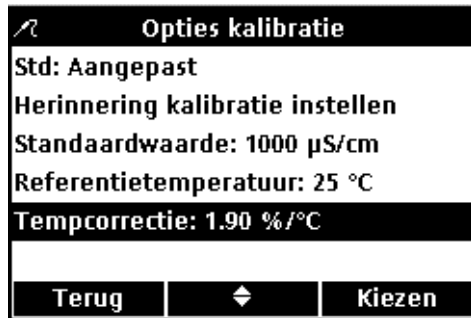 Opties kalibratie
Std: Aangepast
Herinnering kalibratie instellen
Standaardwaarde: 1000 µS/cm
Referentietemperatuur: 25 °C
Tempcorrectie: 1.90 %/°C
Terug Kiezen